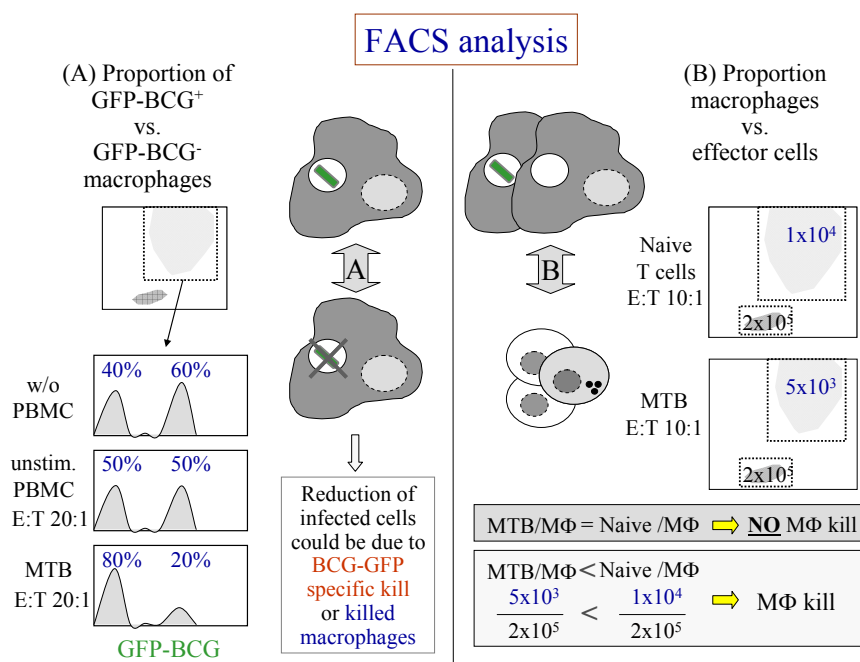 FACS analysis
(A) Proportion of
GFP-BCG⁺
vs.
GFP-BCG⁻
macrophages
w/o
PBMC
40% 60%
unstim.
PBMC
E:T 20:1
50% 50%
MTB
E:T 20:1
80% 20%
GFP-BCG
A
Reduction of
infected cells
could be due to
BCG-GFP
specific kill
or killed
macrophages
(B) Proportion
macrophages
vs.
effector cells
B
Naive
T cells
E:T 10:1
1x10⁴
2x10⁵
MTB
E:T 10:1
5x10³
2x10⁵
MTB/MΦ = Naive /MΦ NO MΦ kill
MTB/MΦ < Naive /MΦ
5x10³ < 1x10⁴ MΦ kill
2x10⁵ 2x10⁵